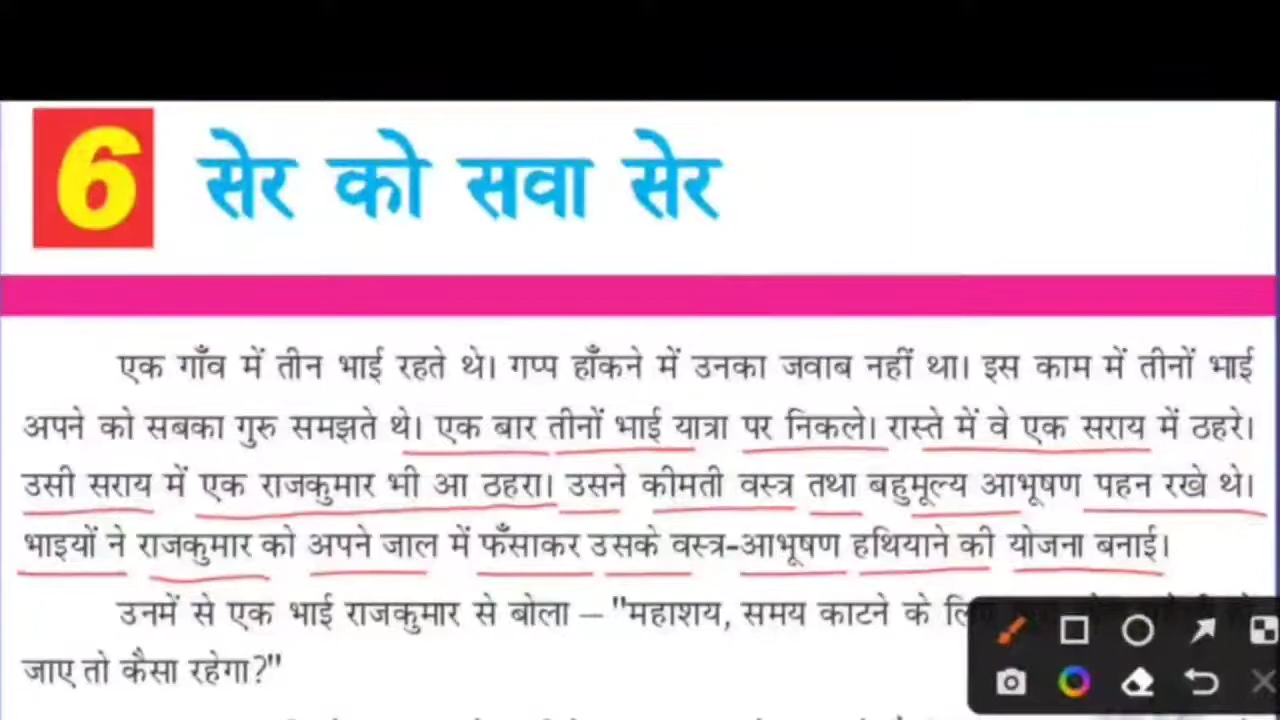 6 सेर को सवा सेर
एक गाँव में तीन भाई रहते थे। गप्प हाँकने में उनका जवाब नहीं था। इस काम में तीनों भाई
अपने को सबका गुरु समझते थे। एक बार तीनों भाई यात्रा पर निकले। रास्ते में वे एक सराय में ठहरे।
उसी सराय में एक राजकुमार भी आ ठहरा। उसने कीमती वस्त्र तथा बहुमूल्य आभूषण पहन रखे थे।
भाइयों ने राजकुमार को अपने जाल में फँसाकर उसके वस्त्र-आभूषण हथियाने की योजना बनाई।
उनमें से एक भाई राजकुमार से बोला – "महाशय, समय काटने के
जाए तो कैसा रहेगा?"